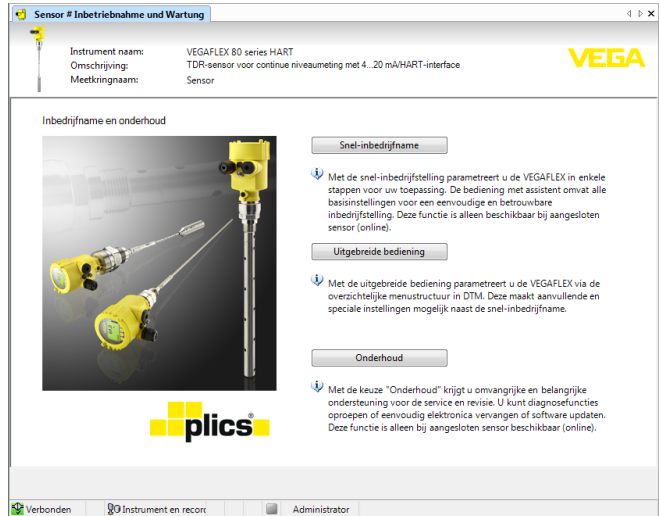 Sensor # Inbetriebnahme und Wartung
Instrument naam: VEGAFLEX 80 series HART
Omschrijving: TDR-sensor voor continue niveaumeting met 4...20 mA/HART-interface
Meetkringnaam: Sensor
VEGA
Inbedrijfname en onderhoud
Snel-inbedrijfname
Met de snel-inbedrijfstelling parametreert u de VEGAFLEX in enkele
stappen voor uw toepassing. De bediening met assistent omvat alle
basisinstellingen voor een eenvoudige en betrouwbare
inbedrijfstelling. Deze functie is alleen beschikbaar bij aangesloten
sensor (online).
Uitgebreide bediening
Met de uitgebreide bediening parametreert u de VEGAFLEX via de
overzichtelijke menustructuur in DTM. Deze maakt aanvullende en
speciale instellingen mogelijk naast de snel-inbedrijfname.
Onderhoud
Met de keuze "Onderhoud" krijgt u omvangrijke en belangrijke
ondersteuning voor de service en revisie. U kunt diagnosefuncties
oproepen of eenvoudig elektronica vervangen of software updaten.
Deze functie is alleen bij aangesloten sensor beschikbaar (online).
plics®
Verbonden Instrument en record Administrator